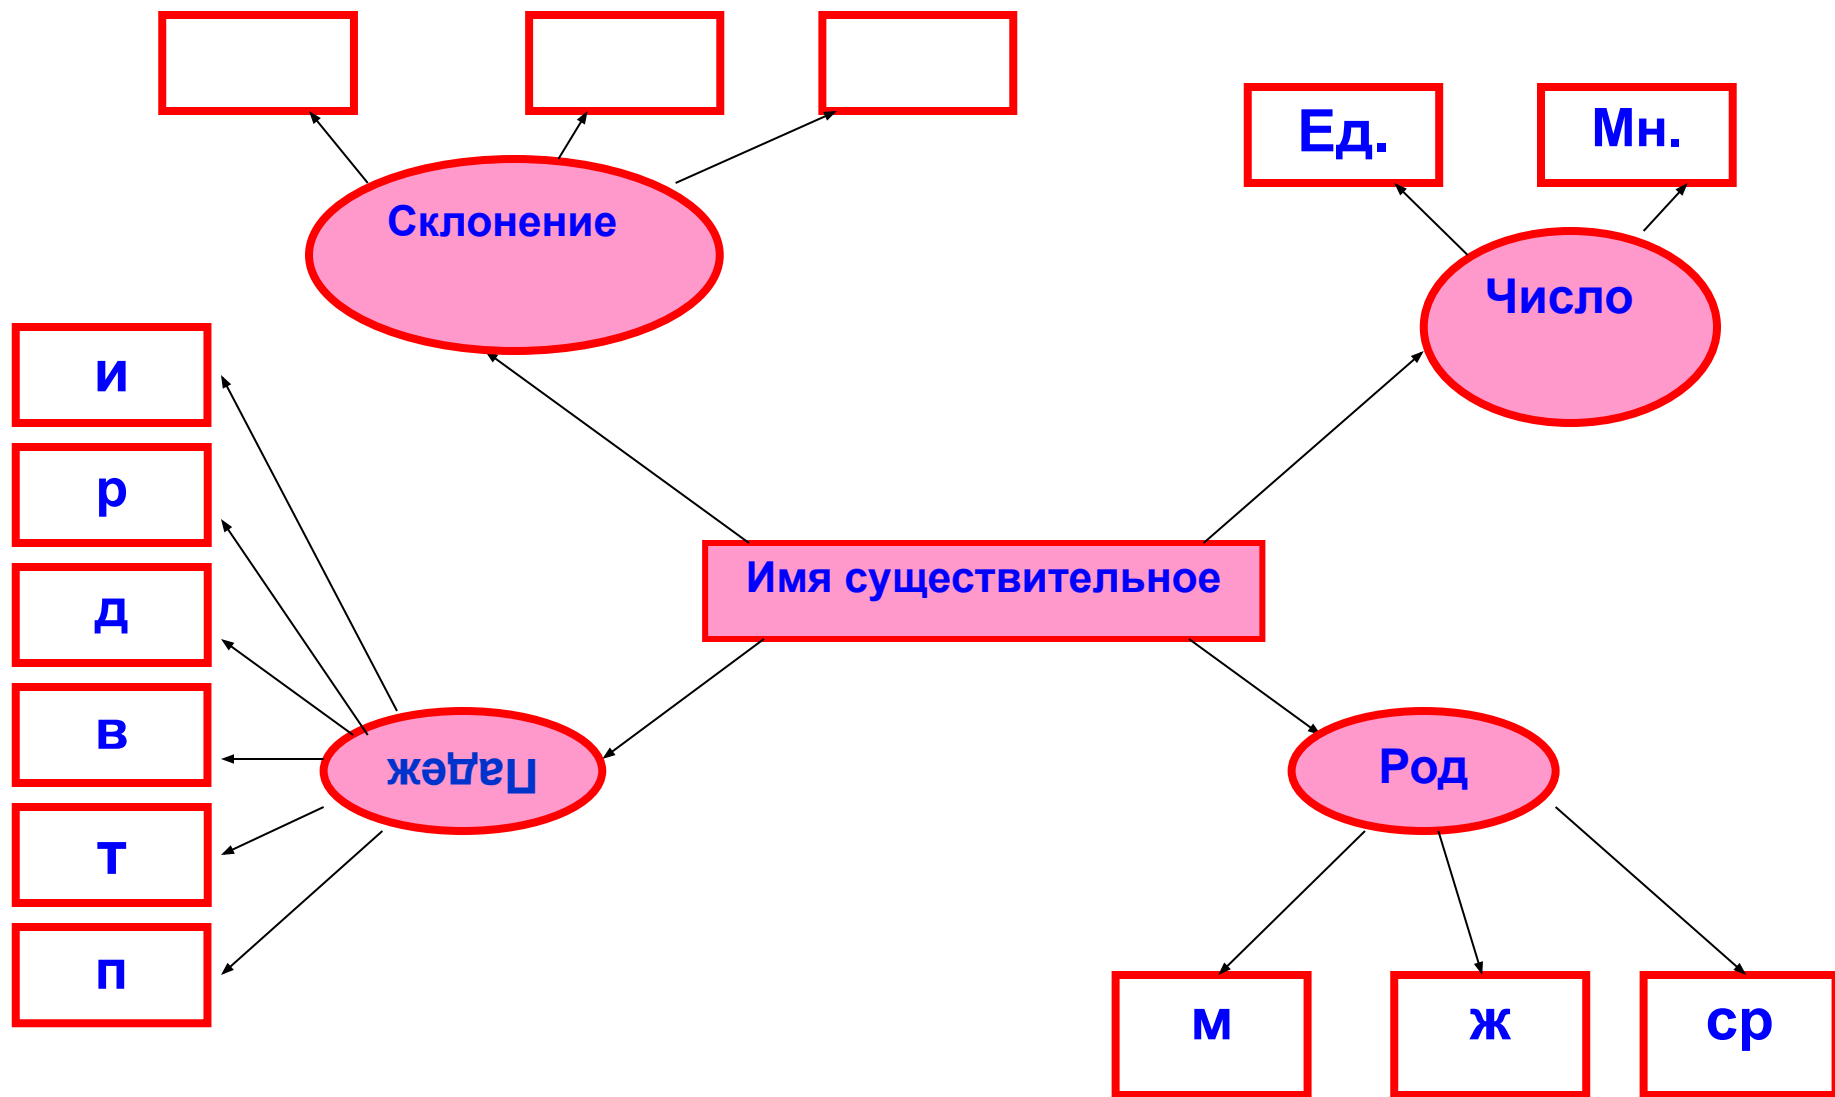 Ед.
Мн.
Склонение
Число
и
р
д
в
т
п
Имя существительное
Падеж
Род
м
ж
ср